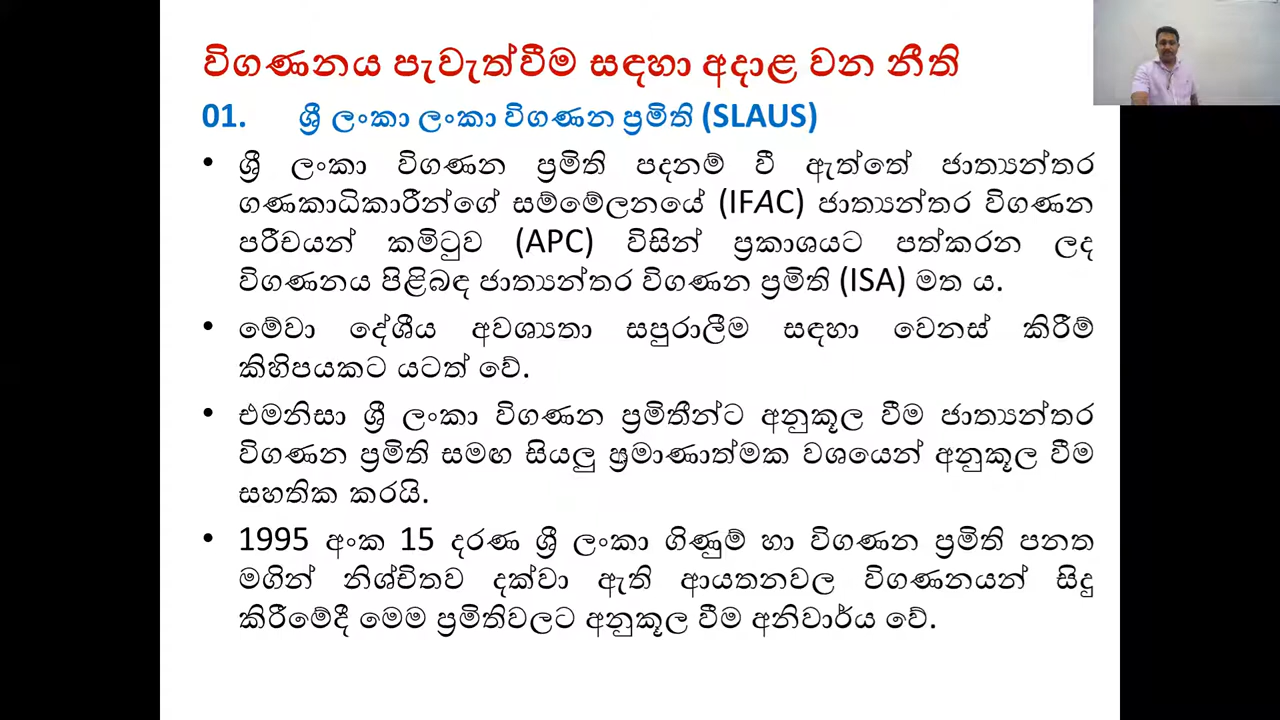 විගණනය පැවැත්වීම සඳහා අදාළ වන නීති
01. ශ්‍රී ලංකා ලංකා විගණන ප්‍රමිති (SLAUS)
• ශ්‍රී ලංකා විගණන ප්‍රමිති පදනම් වී ඇත්තේ ජාත්‍යන්තර
ගණකාධිකාරීන්ගේ සම්මේලනයේ (IFAC) ජාත්‍යන්තර විගණන
පරිචයන් කමිටුව (APC) විසින් ප්‍රකාශයට පත්කරන ලද
විගණනය පිළිබඳ ජාත්‍යන්තර විගණන ප්‍රමිති (ISA) මත ය.
• මේවා දේශීය අවශ්‍යතා සපුරාලීම සඳහා වෙනස් කිරීම්
කිහිපයකට යටත් වේ.
• එමනිසා ශ්‍රී ලංකා විගණන ප්‍රමිතීන්ට අනුකූල වීම ජාත්‍යන්තර
විගණන ප්‍රමිති සමඟ සියලු ප්‍රමාණාත්මක වශයෙන් අනුකූල වීම
සහතික කරයි.
• 1995 අංක 15 දරණ ශ්‍රී ලංකා ගිණුම් හා විගණන ප්‍රමිති පනත
මගින් නිශ්චිතව දක්වා ඇති ආයතනවල විගණනයන් සිදු
කිරීමේදී මෙම ප්‍රමිතිවලට අනුකූල වීම අනිවාර්ය වේ.